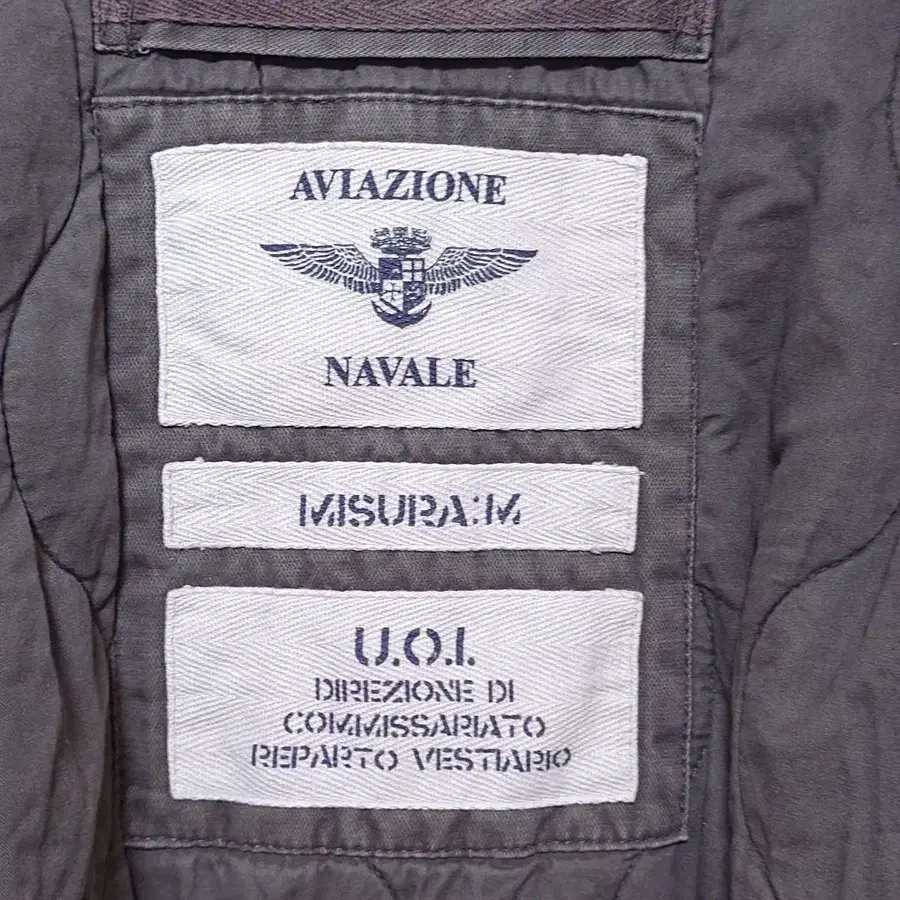 AVIAZIONE
NAVALE
MISURA:M
U.O.I.
DIREZIONE DI
COMMISSARIATO
REPARTO VESTIARIO